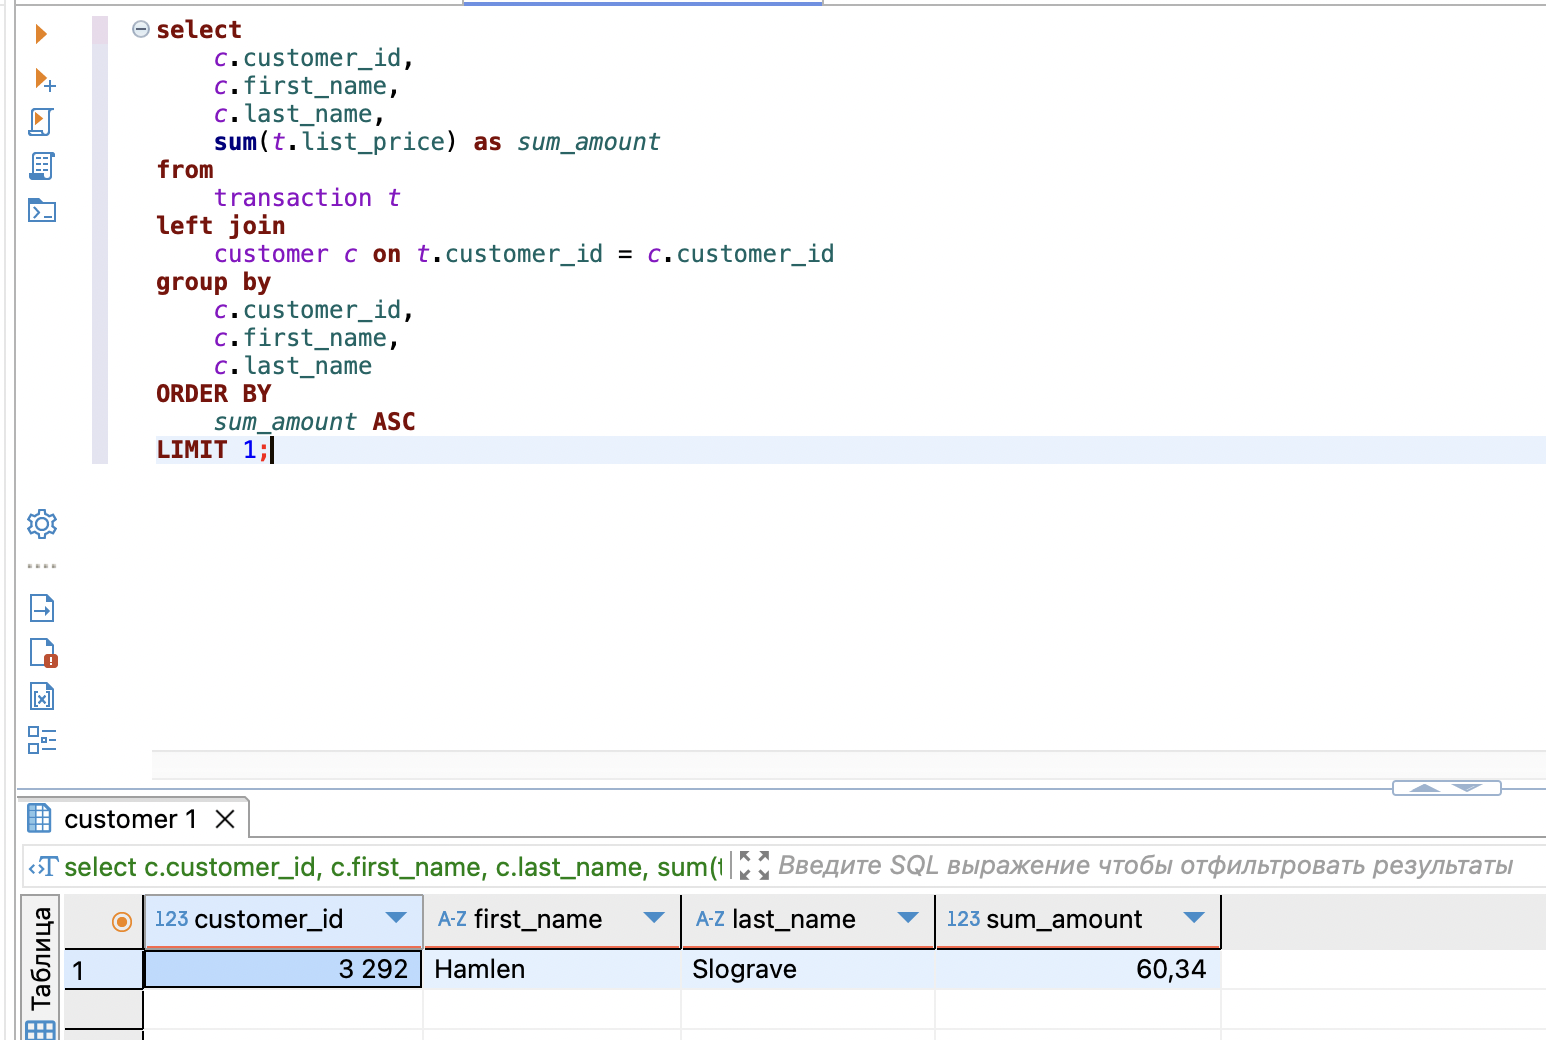 select
c.customer_id,
c.first_name,
c.last_name,
sum(t.list_price) as sum_amount
from
transaction t
left join
customer c on t.customer_id = c.customer_id
group by
c.customer_id,
c.first_name,
c.last_name
ORDER BY
sum_amount ASC
LIMIT 1;
customer 1
select c.customer_id, c.first_name, c.last_name, sum(t Введите SQL выражение чтобы отфильтровать результаты
Таблица
123 customer_id A-Z first_name A-Z last_name 123 sum_amount
1 3 292 Hamlen Slograve 60,34